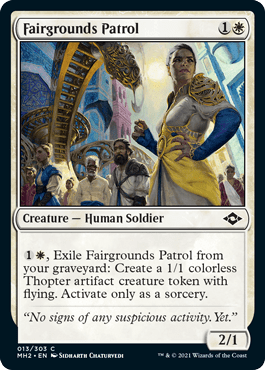 Fairgrounds Patrol 1
Creature — Human Soldier
1, Exile Fairgrounds Patrol from
your graveyard: Create a 1/1 colorless
Thopter artifact creature token with
flying. Activate only as a sorcery.
“No signs of any suspicious activity. Yet.”
2/1
013/303 C
MH2 • EN Sidharth Chaturvedi
™ & © 2021 Wizards of the Coast